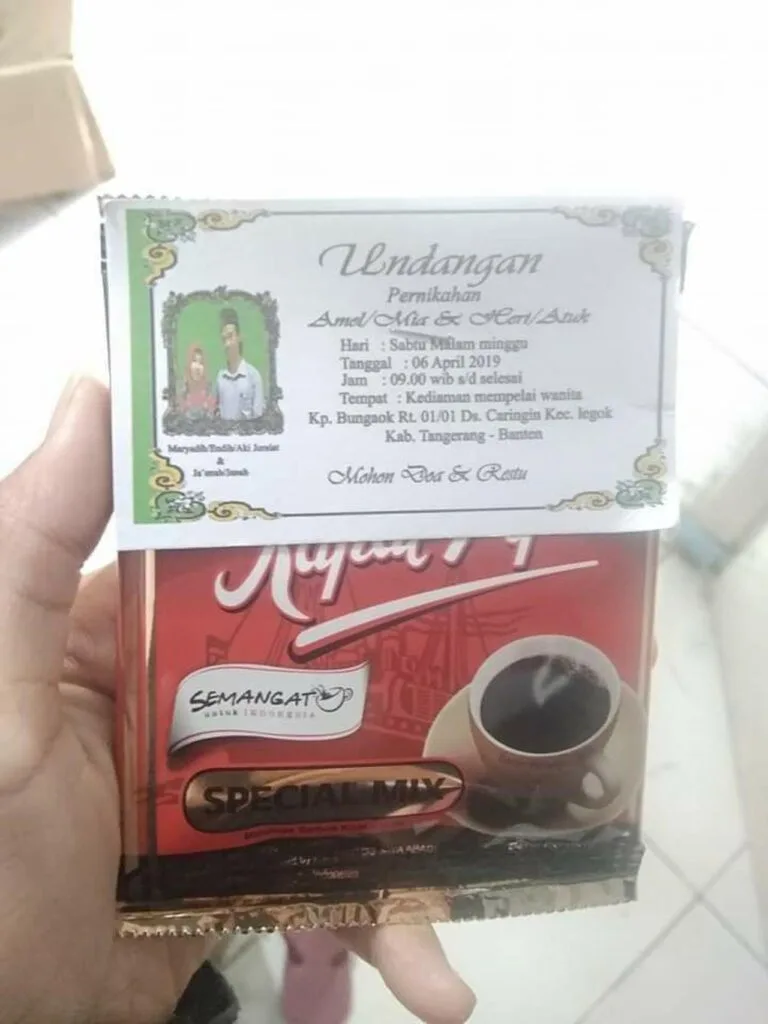 Undangan
Pernikahan
Amel/Mia & Heri/Atuk
Hari : Sabtu Malam minggu
Tanggal : 06 April 2019
Jam : 09.00 wib s/d selesai
Tempat : Kediaman mempelai wanita
Kp. Bungaok Rt. 01/01 Ds. Caringin Kec. legok
Kab. Tangerang - Banten
Mohon Doa & Restu
&
SEMANGAT
untuk INDONESIA
SPECIAL MIX